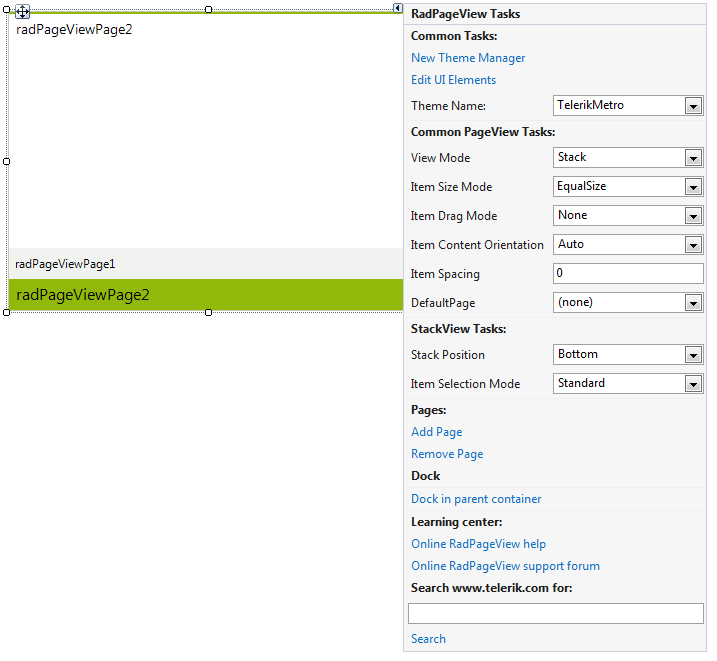 radPageViewPage2
radPageViewPage1
radPageViewPage2
RadPageView Tasks
Common Tasks:
New Theme Manager
Edit UI Elements
Theme Name: TelerikMetro
Common PageView Tasks:
View Mode Stack
Item Size Mode EqualSize
Item Drag Mode None
Item Content Orientation Auto
Item Spacing 0
DefaultPage (none)
StackView Tasks:
Stack Position Bottom
Item Selection Mode Standard
Pages:
Add Page
Remove Page
Dock
Dock in parent container
Learning center:
Online RadPageView help
Online RadPageView support forum
Search www.telerik.com for:
Search